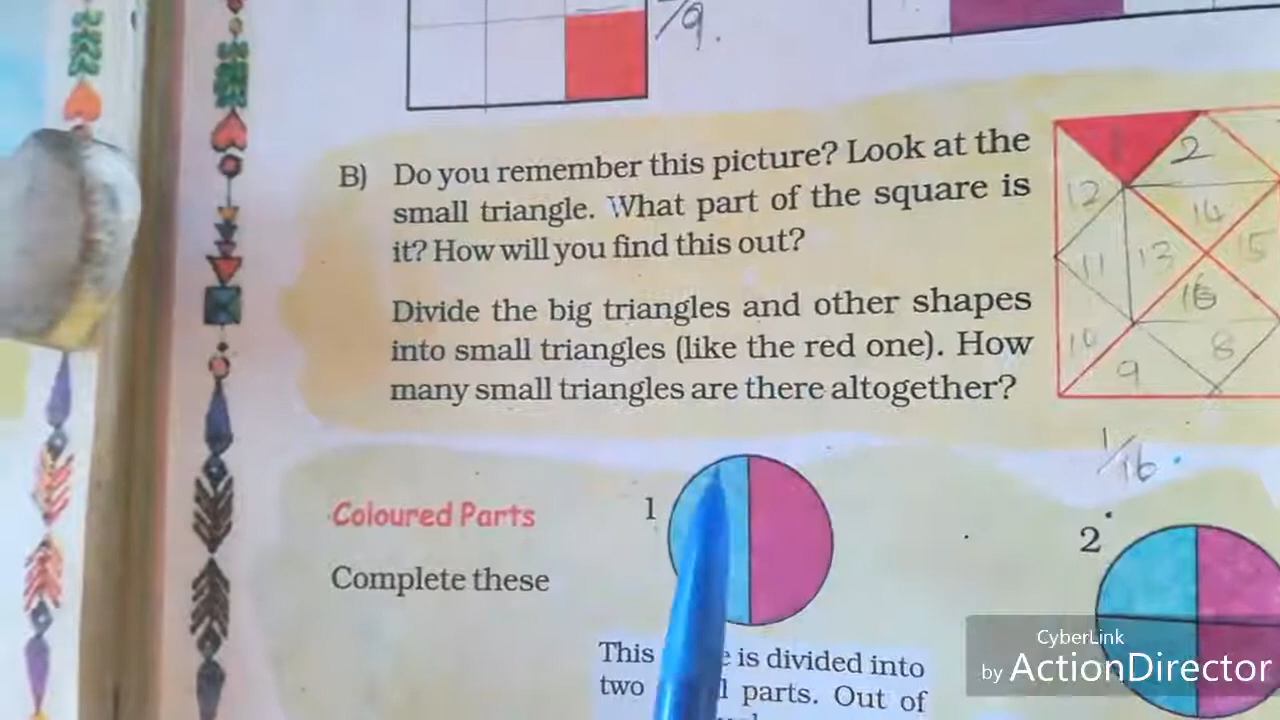 /9.
B) Do you remember this picture? Look at the
small triangle. What part of the square is
it? How will you find this out?
Divide the big triangles and other shapes
into small triangles (like the red one). How
many small triangles are there altogether?
1
2
12
14
15
11
13
16
10
9
8
1/16
Coloured Parts
Complete these
1
2
This is divided into
two parts. Out of
CyberLink
by ActionDirector